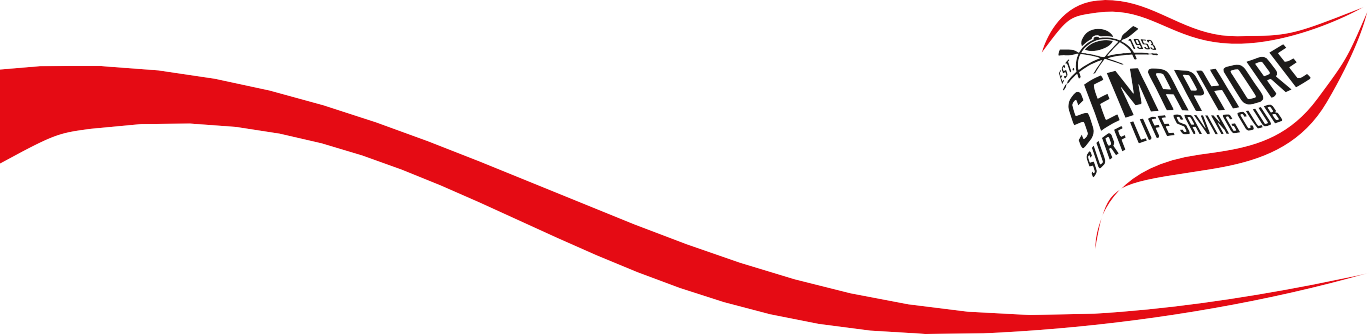 EST. 1953
SEMAPHORE
SURF LIFE SAVING CLUB